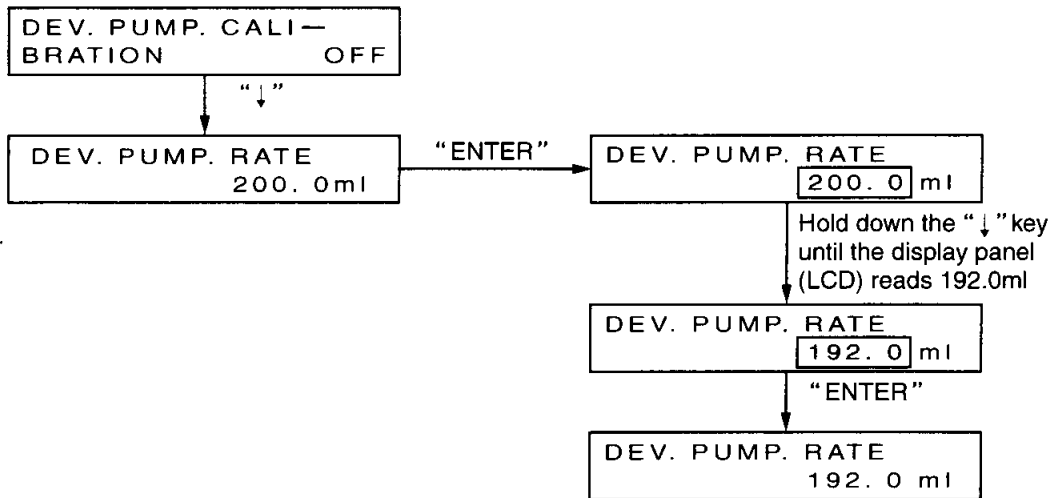 DEV. PUMP. CALI—
BRATION OFF
“↓”
DEV. PUMP. RATE
200. 0ml
“ENTER”
DEV. PUMP. RATE
200. 0 ml
Hold down the “↓” key
until the display panel
(LCD) reads 192.0ml
DEV. PUMP. RATE
192. 0 ml
“ENTER”
DEV. PUMP. RATE
192. 0 ml